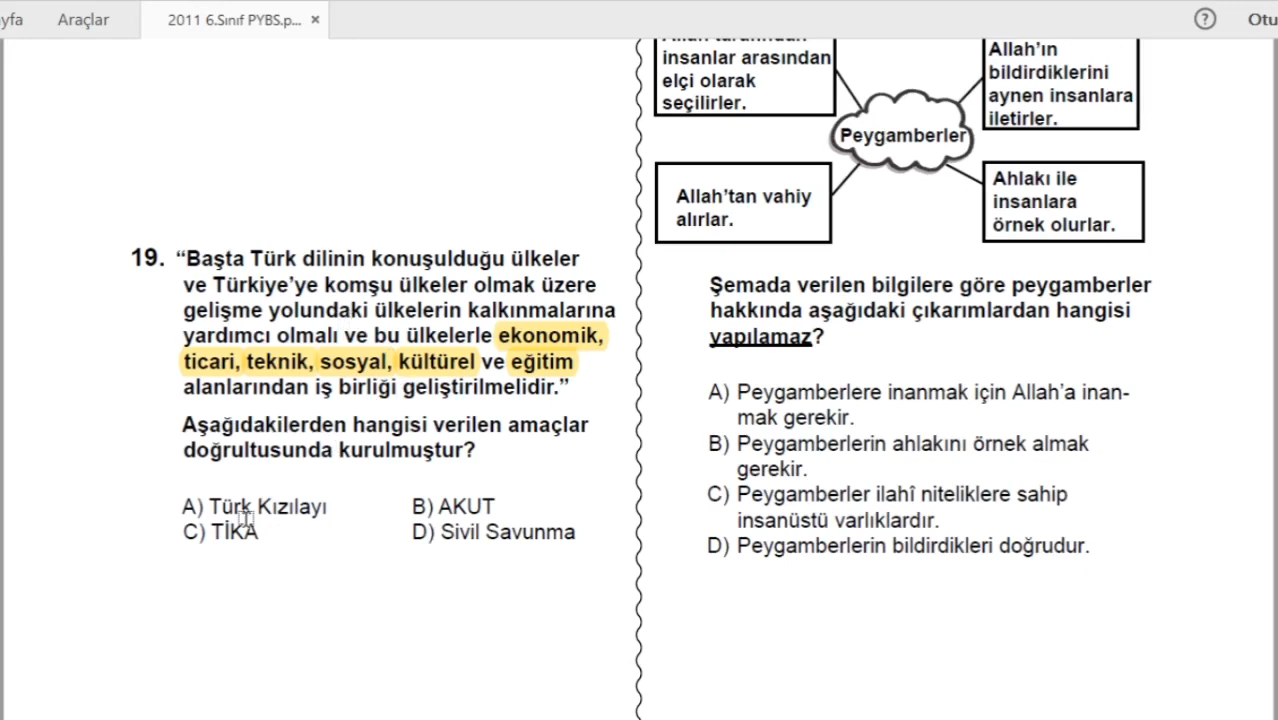 yfa
Araçlar
2011 6.Sınıf PYBS.p... ×
?
Otu
19. “Başta Türk dilinin konuşulduğu ülkeler
ve Türkiye’ye komşu ülkeler olmak üzere
gelişme yolundaki ülkelerin kalkınmalarına
yardımcı olmalı ve bu ülkelerle ekonomik,
ticari, teknik, sosyal, kültürel ve eğitim
alanlarından iş birliği geliştirilmelidir.”
Aşağıdakilerden hangisi verilen amaçlar
doğrultusunda kurulmuştur?
A) Türk Kızılayı
B) AKUT
C) TİKA
D) Sivil Savunma
Allah tarafından
insanlar arasından
elçi olarak
seçilirler.
Allah’ın
bildirdiklerini
aynen insanlara
iletirler.
Peygamberler
Allah’tan vahiy
alırlar.
Ahlakı ile
insanlara
örnek olurlar.
Şemada verilen bilgilere göre peygamberler
hakkında aşağıdaki çıkarımlardan hangisi
yapılamaz?
A) Peygamberlere inanmak için Allah’a inan-
mak gerekir.
B) Peygamberlerin ahlakını örnek almak
gerekir.
C) Peygamberler ilahî niteliklere sahip
insanüstü varlıklardır.
D) Peygamberlerin bildirdikleri doğrudur.